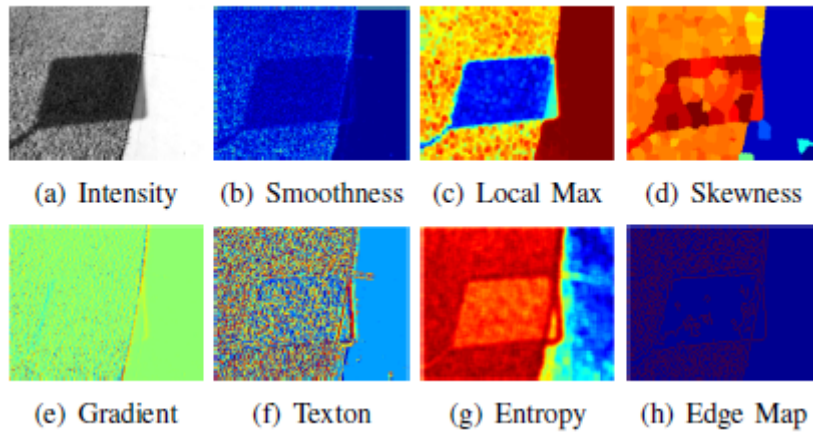 (a) Intensity (b) Smoothness (c) Local Max (d) Skewness
(e) Gradient (f) Texton (g) Entropy (h) Edge Map